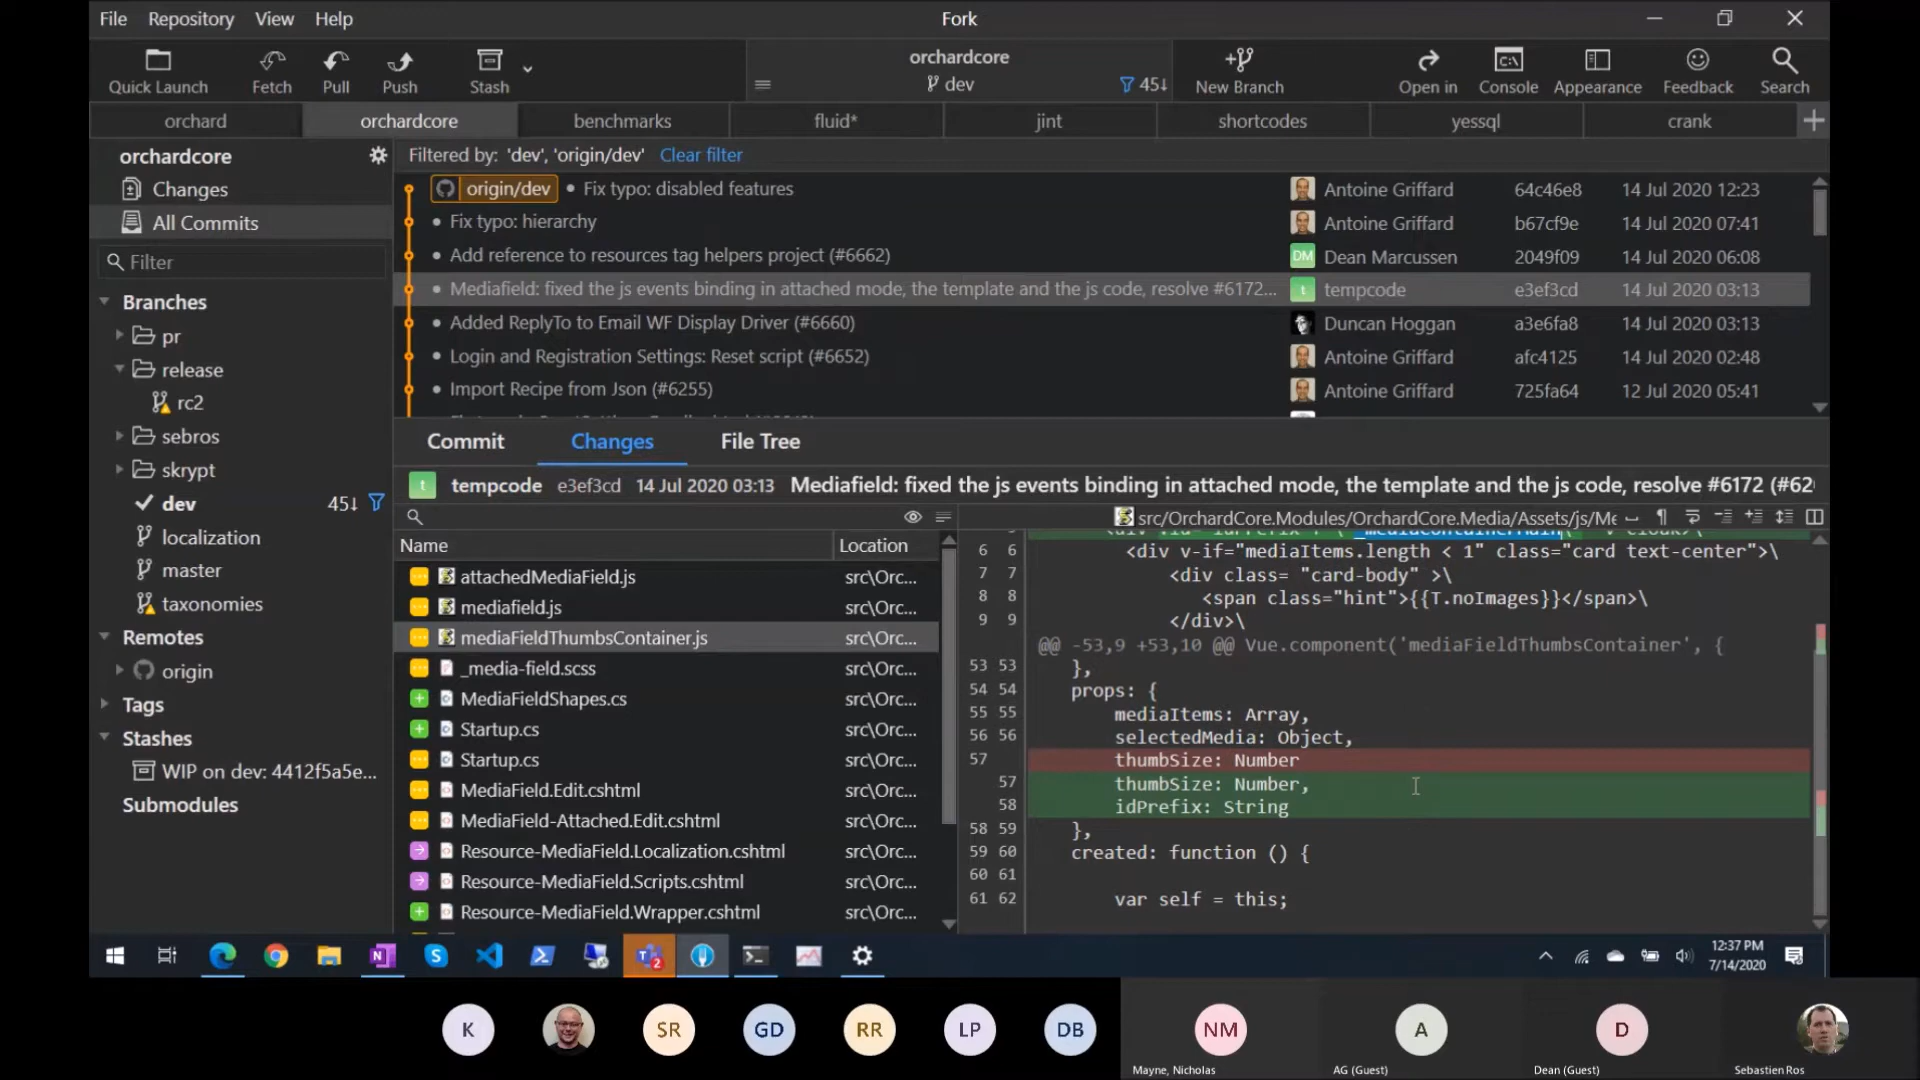 File Repository View Help
Fork
Quick Launch
Fetch
Pull
Push
Stash
orchardcore
dev
45↓
New Branch
Open in
Console
Appearance
Feedback
Search
orchard
orchardcore
benchmarks
fluid*
jint
shortcodes
yessql
crank
orchardcore
Changes
All Commits
Filter
Branches
pr
release
rc2
sebros
skrypt
dev 45↓
localization
master
taxonomies
Remotes
origin
Tags
Stashes
WIP on dev: 4412f5a5e...
Submodules
Filtered by: 'dev', 'origin/dev' Clear filter
origin/dev • Fix typo: disabled features Antoine Griffard 64c46e8 14 Jul 2020 12:23
• Fix typo: hierarchy Antoine Griffard b67cf9e 14 Jul 2020 07:41
• Add reference to resources tag helpers project (#6662) DM Dean Marcussen 2049f09 14 Jul 2020 06:08
• Mediafield: fixed the js events binding in attached mode, the template and the js code, resolve #6172... t tempcode e3ef3cd 14 Jul 2020 03:13
• Added ReplyTo to Email WF Display Driver (#6660) Duncan Hoggan a3e6fa8 14 Jul 2020 03:13
• Login and Registration Settings: Reset script (#6652) Antoine Griffard afc4125 14 Jul 2020 02:48
• Import Recipe from Json (#6255) Antoine Griffard 725fa64 12 Jul 2020 05:41
Commit Changes File Tree
t tempcode e3ef3cd 14 Jul 2020 03:13 Mediafield: fixed the js events binding in attached mode, the template and the js code, resolve #6172 (#62
Name Location
attachedMediaField.js src\Orc...
mediafield.js src\Orc...
mediaFieldThumbsContainer.js src\Orc...
_media-field.scss src\Orc...
MediaFieldShapes.cs src\Orc...
Startup.cs src\Orc...
Startup.cs src\Orc...
MediaField.Edit.cshtml src\Orc...
MediaField-Attached.Edit.cshtml src\Orc...
Resource-MediaField.Localization.cshtml src\Orc...
Resource-MediaField.Scripts.cshtml src\Orc...
Resource-MediaField.Wrapper.cshtml src\Orc...
src/OrchardCore.Modules/OrchardCore.Media/Assets/js/Me
6 6 <div v-if="mediaItems.length < 1" class="card text-center">\
7 7 <div class= "card-body" >\
8 8 <span class="hint">{{T.noImages}}</span>\
9 9 </div>\
@@ -53,9 +53,10 @@ Vue.component('mediaFieldThumbsContainer', {
53 53 },
54 54 props: {
55 55 mediaItems: Array,
56 56 selectedMedia: Object,
57 thumbSize: Number
57 thumbSize: Number,
58 idPrefix: String
58 59 },
59 60 created: function () {
60 61
61 62 var self = this;
12:37 PM
7/14/2020
K
SR
GD
RR
LP
DB
NM
Mayne, Nicholas
A
AG (Guest)
D
Dean (Guest)
Sebastien Ros